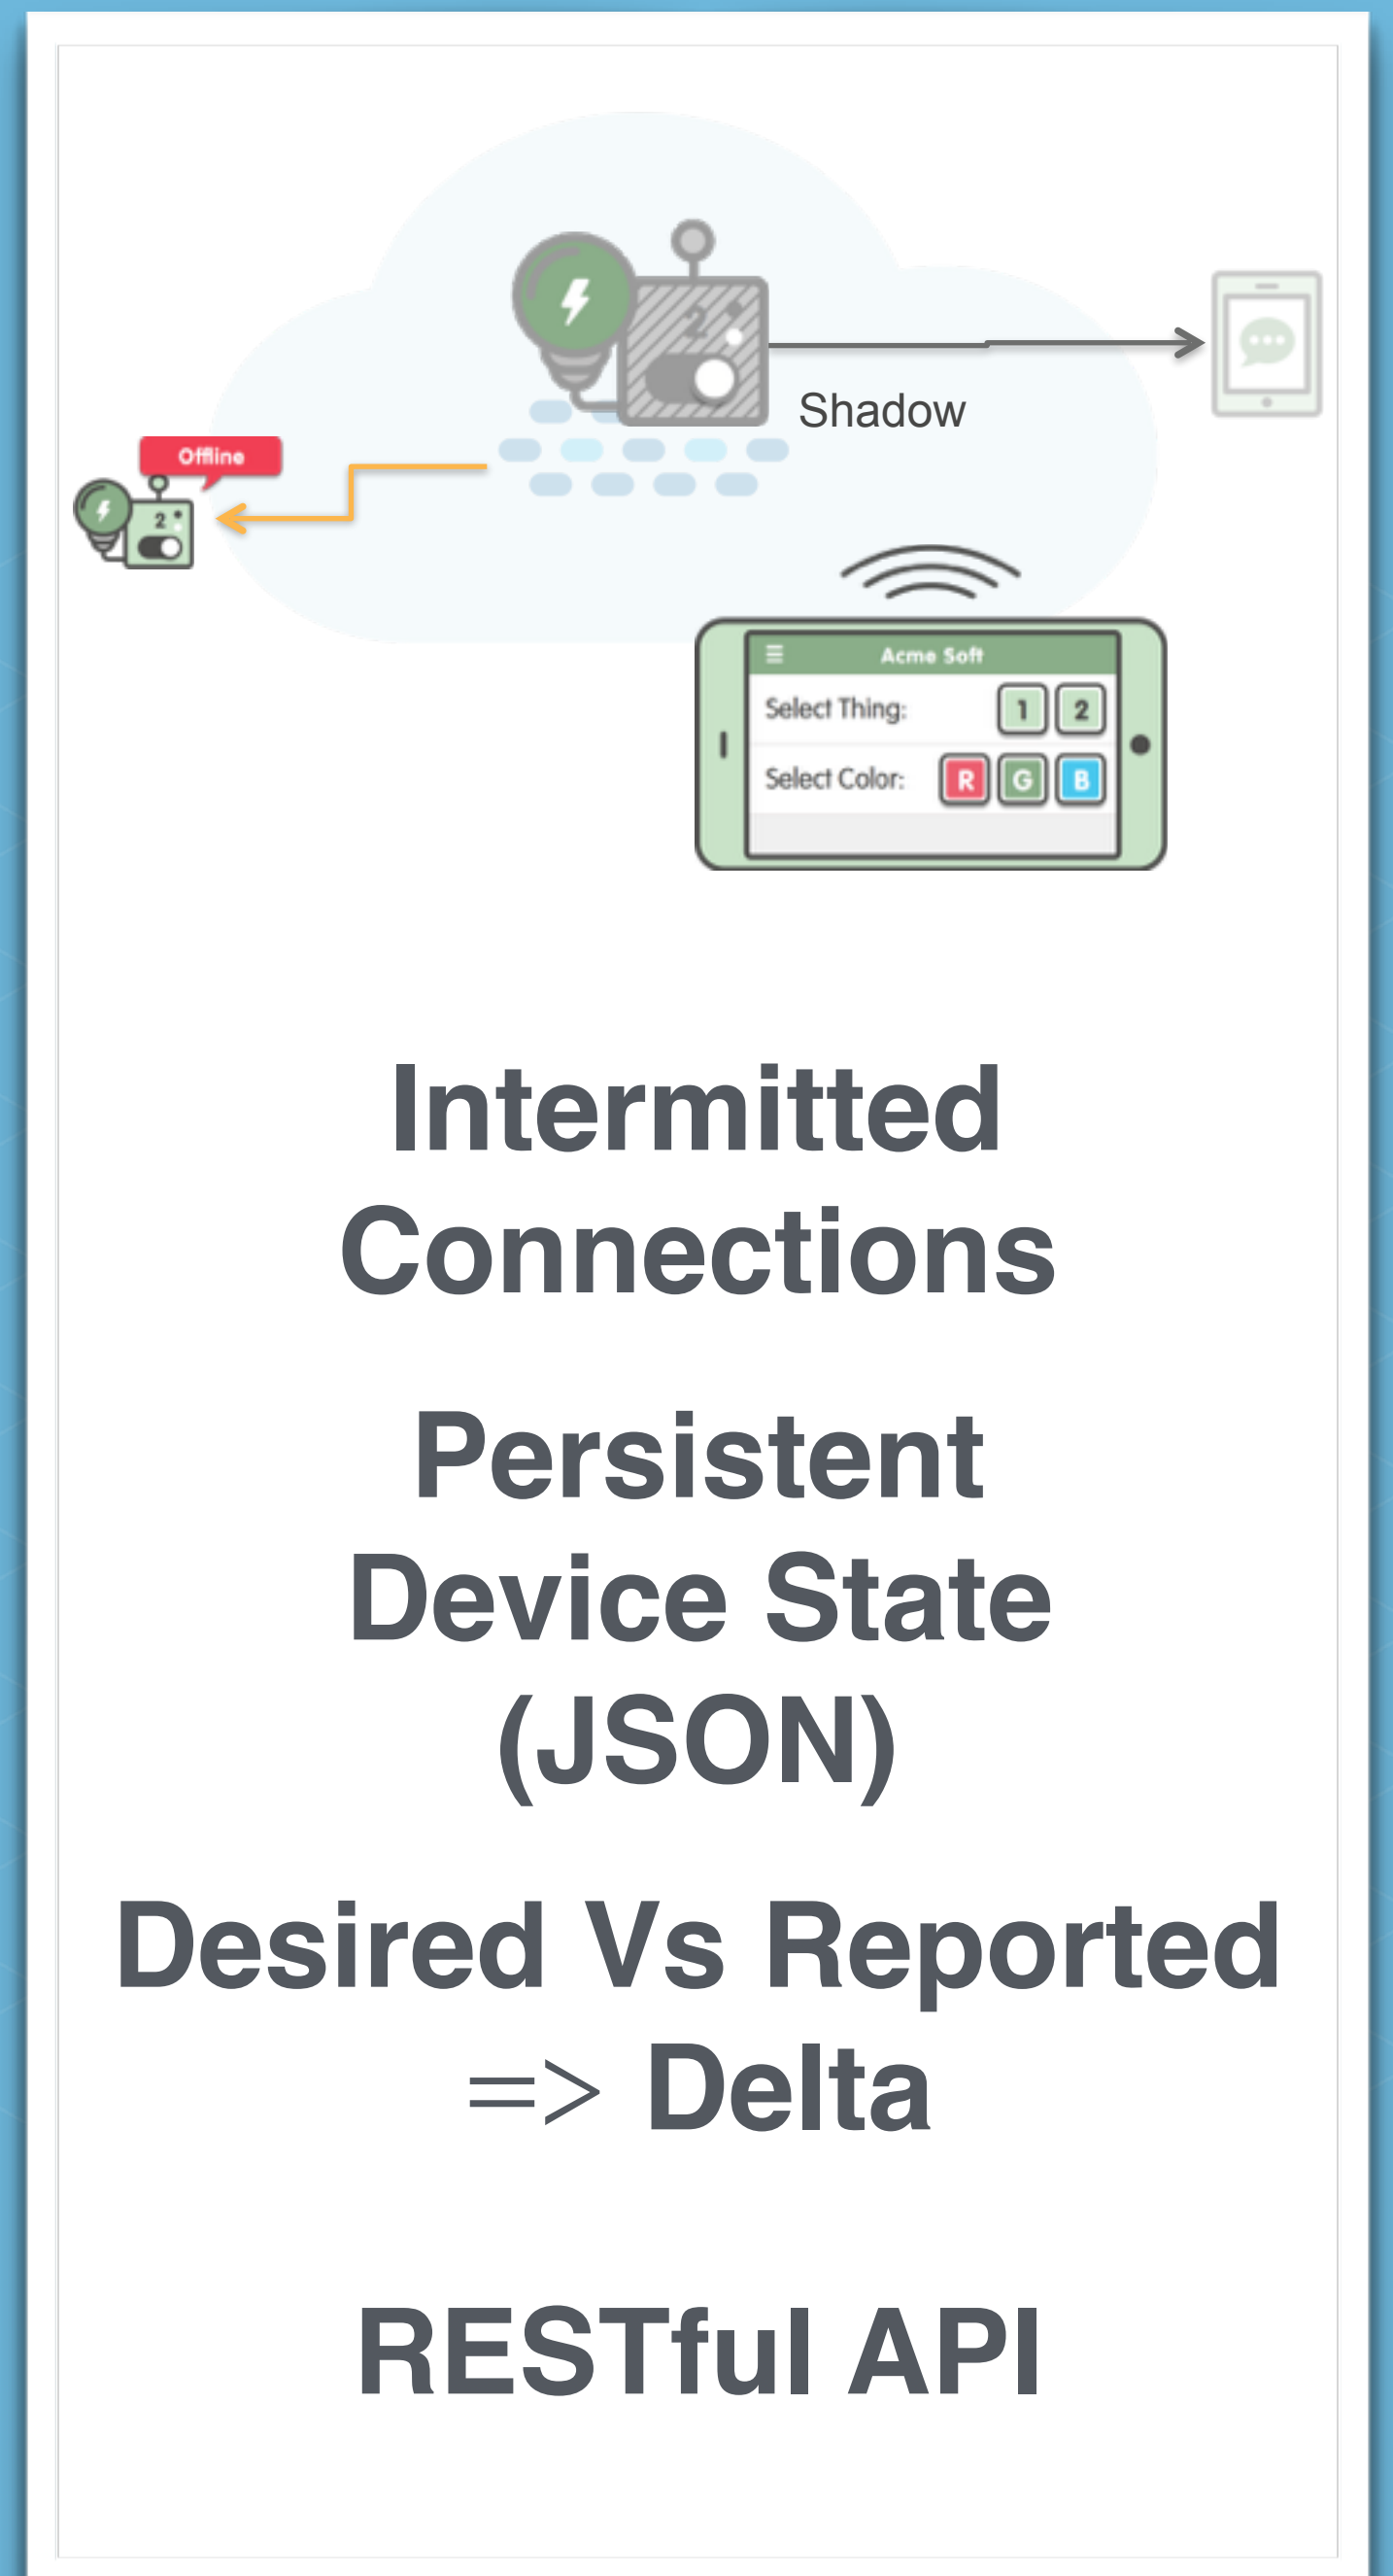 2
Shadow
Offline
2
Acme Soft
Select Thing: 1 2
Select Color: R G B
Intermitted
Connections
Persistent
Device State
(JSON)
Desired Vs Reported
=> Delta
RESTful API